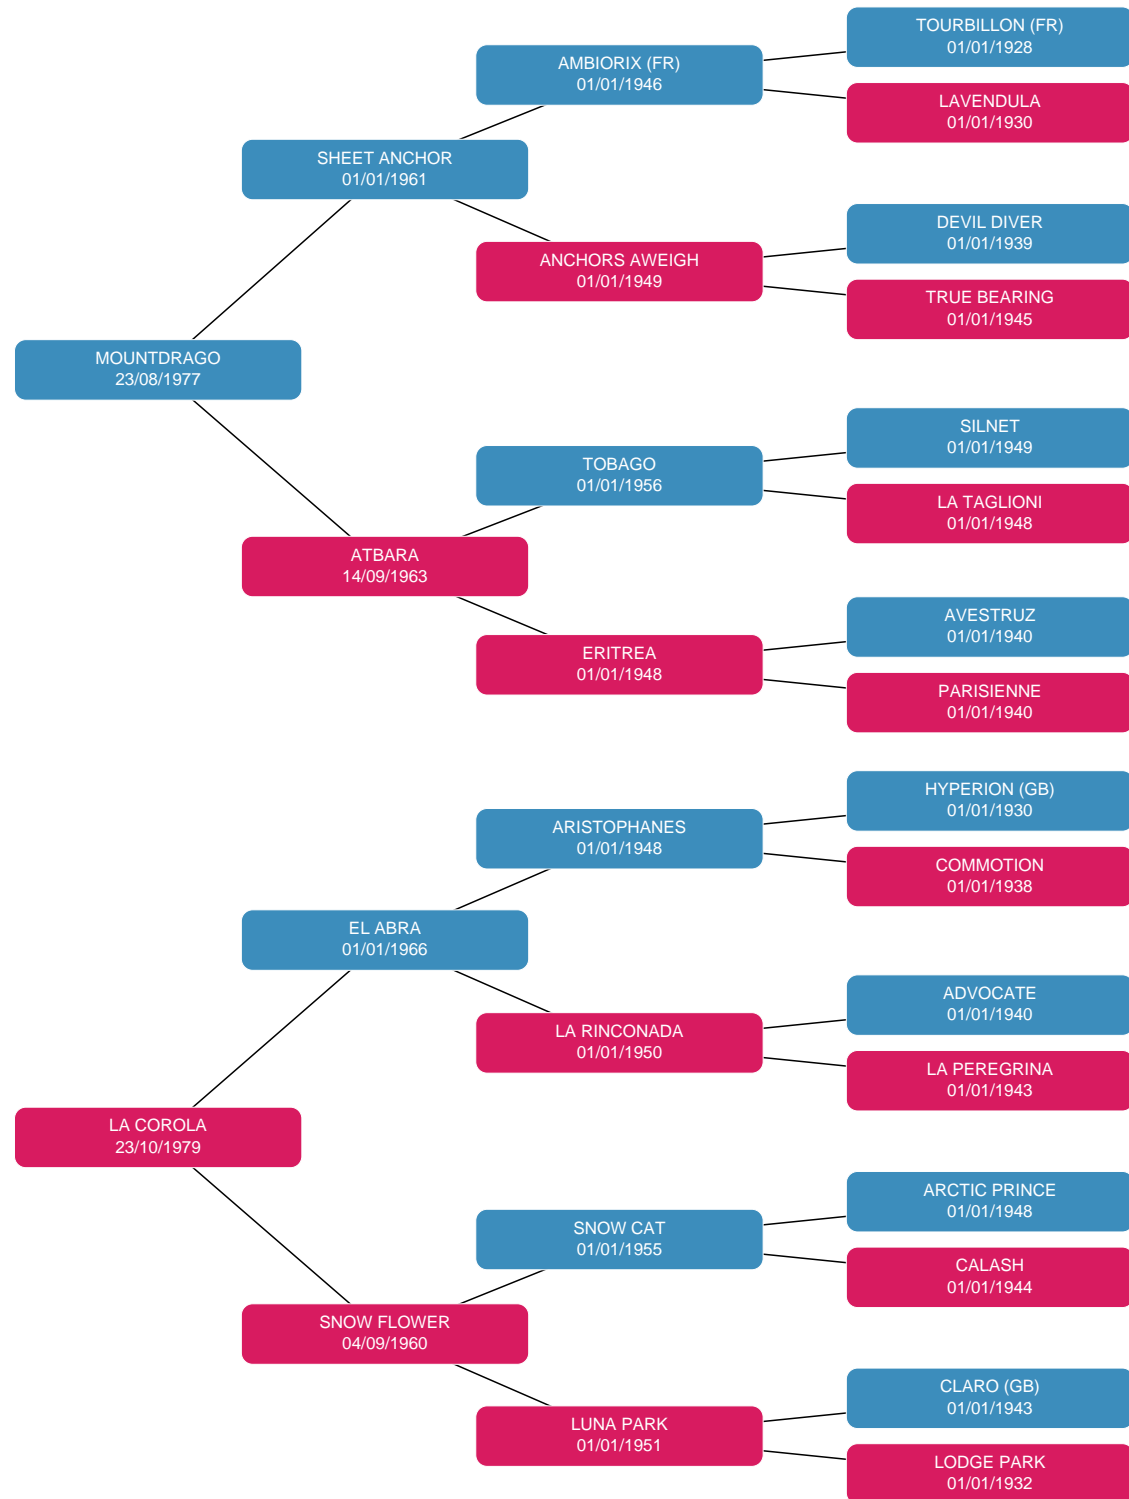 TOURBILLON (FR)
01/01/1928
AMBIORIX (FR)
01/01/1946
LAVENDULA
01/01/1930
SHEET ANCHOR
01/01/1961
DEVIL DIVER
01/01/1939
ANCHORS AWEIGH
01/01/1949
TRUE BEARING
01/01/1945
MOUNTDRAGO
23/08/1977
SILNET
01/01/1949
TOBAGO
01/01/1956
LA TAGLIONI
01/01/1948
ATBARA
14/09/1963
AVESTRUZ
01/01/1940
ERITREA
01/01/1948
PARISIENNE
01/01/1940
HYPERION (GB)
01/01/1930
ARISTOPHANES
01/01/1948
COMMOTION
01/01/1938
EL ABRA
01/01/1966
ADVOCATE
01/01/1940
LA RINCONADA
01/01/1950
LA PEREGRINA
01/01/1943
LA COROLA
23/10/1979
ARCTIC PRINCE
01/01/1948
SNOW CAT
01/01/1955
CALASH
01/01/1944
SNOW FLOWER
04/09/1960
CLARO (GB)
01/01/1943
LUNA PARK
01/01/1951
LODGE PARK
01/01/1932